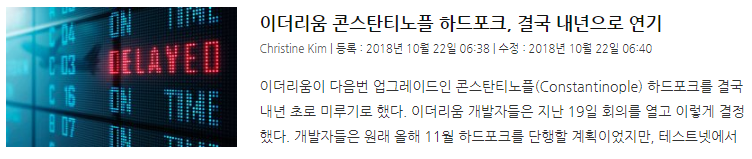 이더리움 콘스탄티노플 하드포크, 결국 내년으로 연기
Christine Kim | 등록 : 2018년 10월 22일 06:38 | 수정 : 2018년 10월 22일 06:40
이더리움이 다음번 업그레이드인 콘스탄티노플(Constantinople) 하드포크를 결국
내년 초로 미루기로 했다. 이더리움 개발자들은 지난 19일 회의를 열고 이렇게 결정
했다. 개발자들은 원래 올해 11월 하드포크를 단행할 계획이었지만, 테스트넷에서
ON TIME
C 03 DELAYED
C 16 ON TIME
B 07 ON TIME